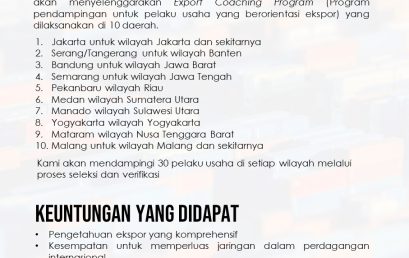 akan menyelenggarakan Export Coaching Program (Program
pendampingan untuk pelaku usaha yang berorientasi ekspor) yang
dilaksanakan di 10 daerah.
1. Jakarta untuk wilayah Jakarta dan sekitarnya
2. Serang/Tangerang untuk wilayah Banten
3. Bandung untuk wilayah Jawa Barat
4. Semarang untuk wilayah Jawa Tengah
5. Pekanbaru wilayah Riau
6. Medan wilayah Sumatera Utara
7. Manado wilayah Sulawesi Utara
8. Yogyakarta wilayah Yogyakarta
9. Mataram wilayah Nusa Tenggara Barat
10. Malang untuk wilayah Malang dan sekitarnya
Kami akan mendampingi 30 pelaku usaha di setiap wilayah melalui
proses seleksi dan verifikasi
KEUNTUNGAN YANG DIDAPAT
• Pengetahuan ekspor yang komprehensif
• Kesempatan untuk memperluas jaringan dalam perdagangan
internasional